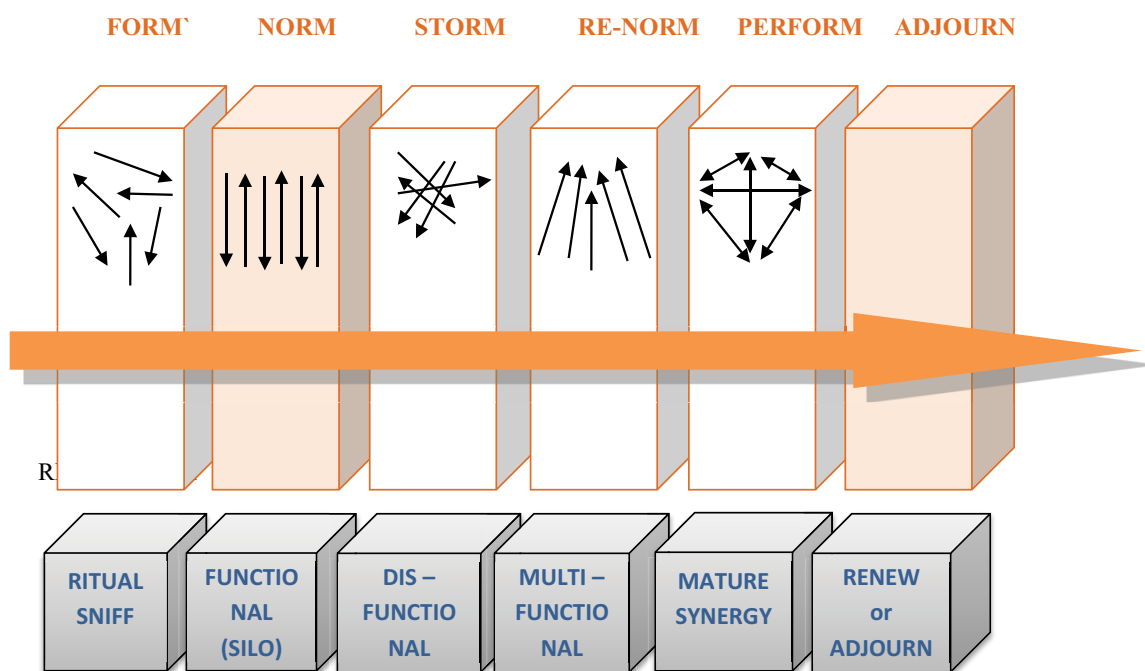 FORM` NORM STORM RE-NORM PERFORM ADJOURN
RITUAL
SNIFF
FUNCTIO
NAL
(SILO)
DIS –
FUNCTIO
NAL
MULTI –
FUNCTIO
NAL
MATURE
SYNERGY
RENEW
or
ADJOURN